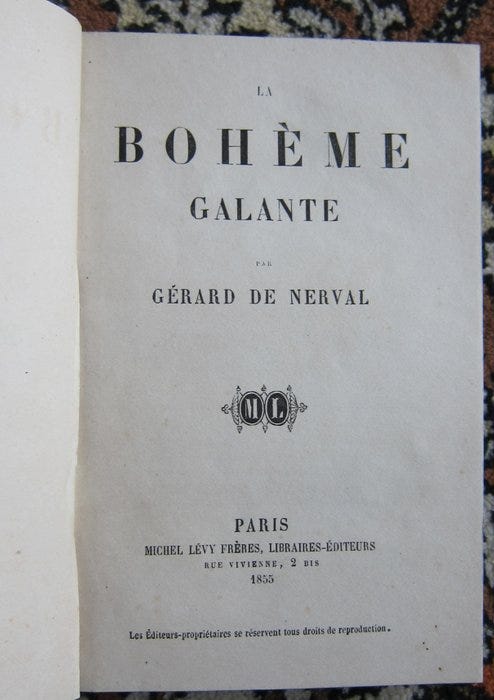 LA
BOHÈME
GALANTE
PAR
GÉRARD DE NERVAL
ML
PARIS
MICHEL LÉVY FRÈRES, LIBRAIRES-ÉDITEURS
RUE VIVIENNE, 2 BIS
1855
Les Éditeurs-propriétaires se réservent tous droits de reproduction.